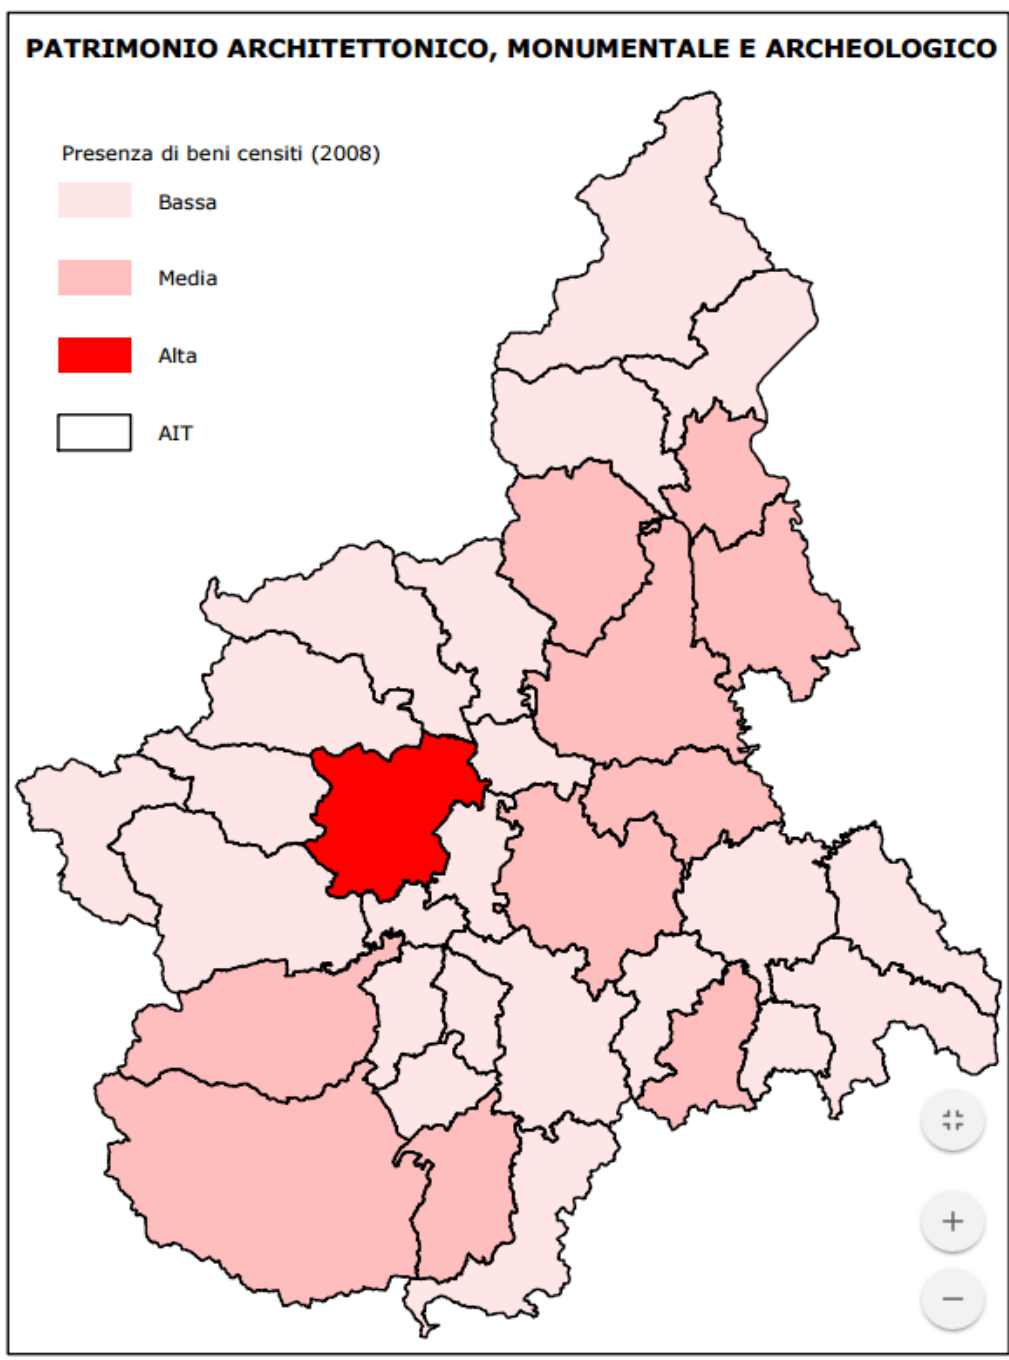 PATRIMONIO ARCHITETTONICO, MONUMENTALE E ARCHEOLOGICO
Presenza di beni censiti (2008)
Bassa
Media
Alta
AIT